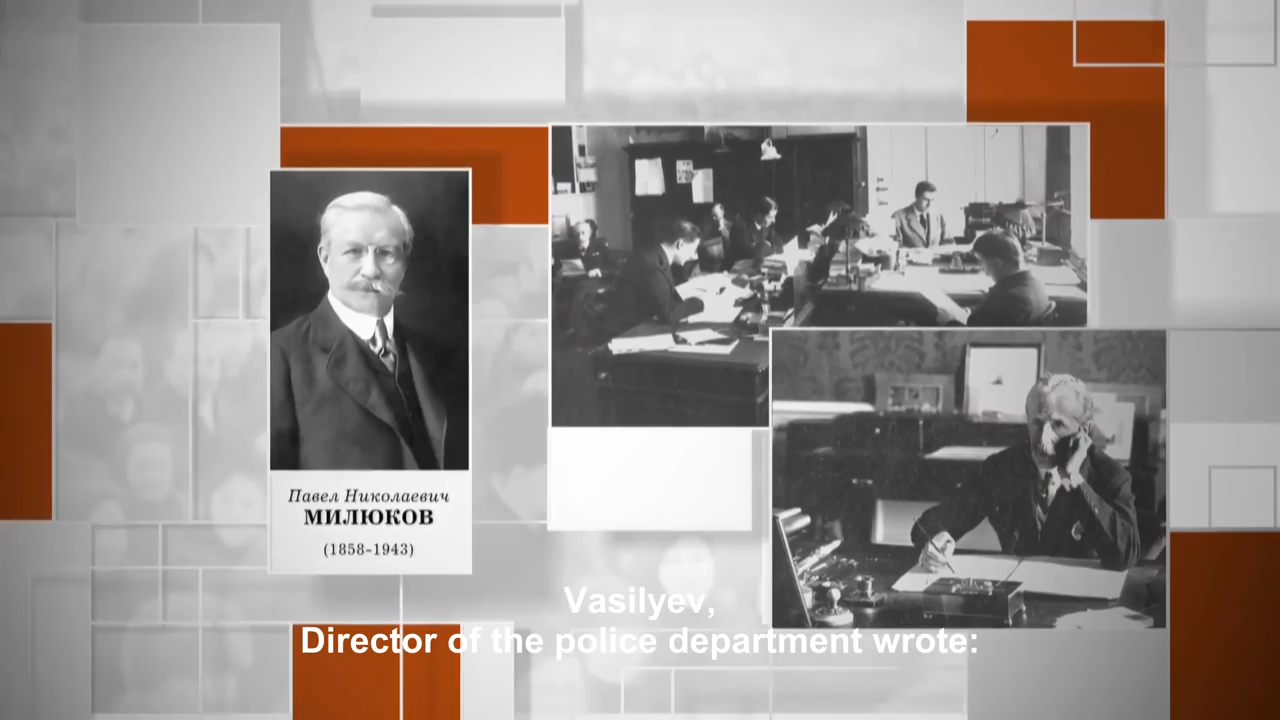 Павел Николаевич
МИЛЮКОВ
(1858–1943)
Vasilyev,
Director of the police department wrote: